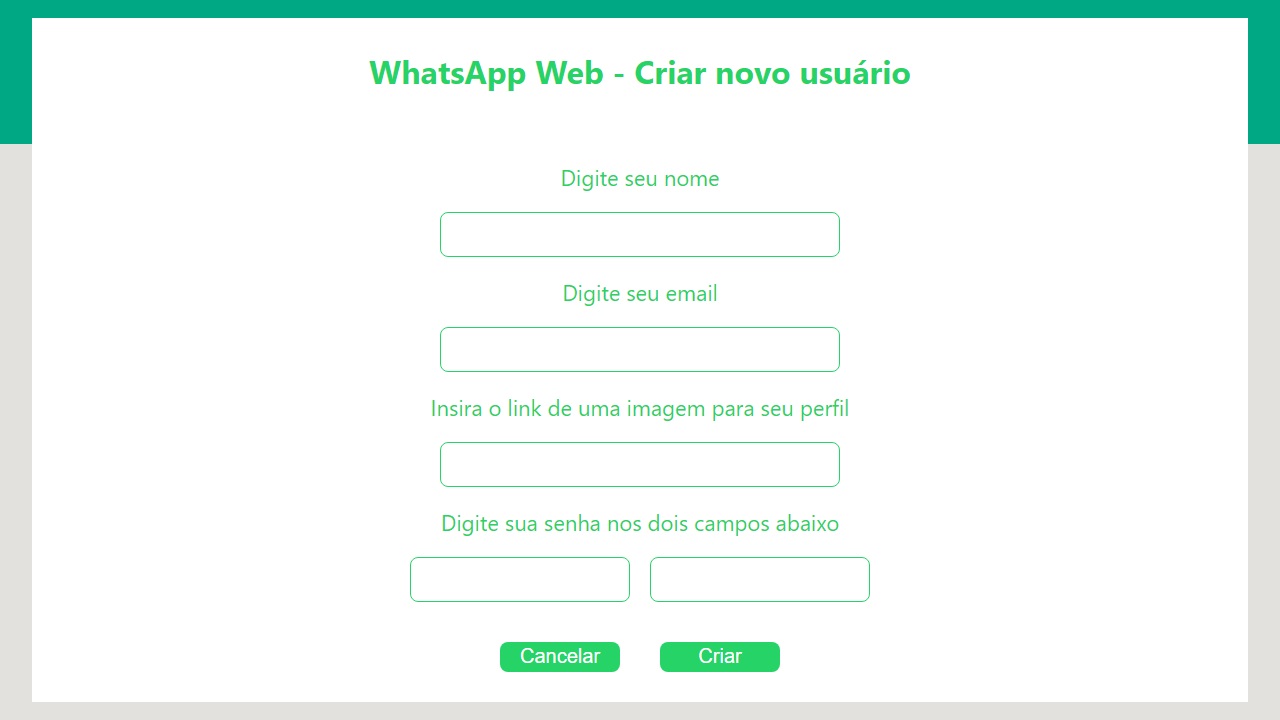 WhatsApp Web - Criar novo usuário
Digite seu nome
Digite seu email
Insira o link de uma imagem para seu perfil
Digite sua senha nos dois campos abaixo
Cancelar Criar